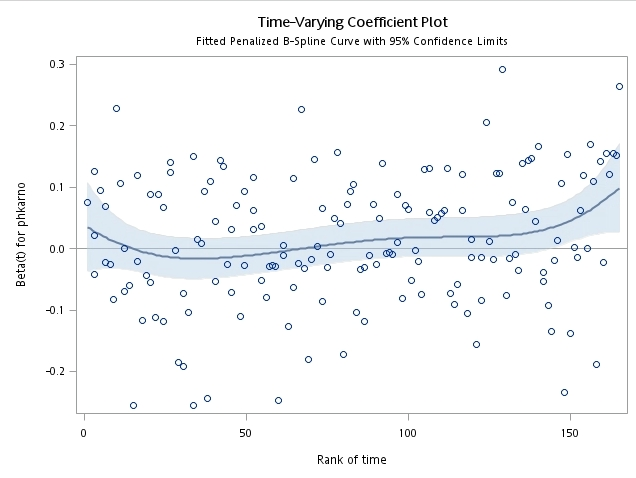 Time-Varying Coefficient Plot
Fitted Penalized B-Spline Curve with 95% Confidence Limits
0.3
0.2
0.1
0.0
-0.1
-0.2
Beta(t) for phkarno
0
50
100
150
Rank of time